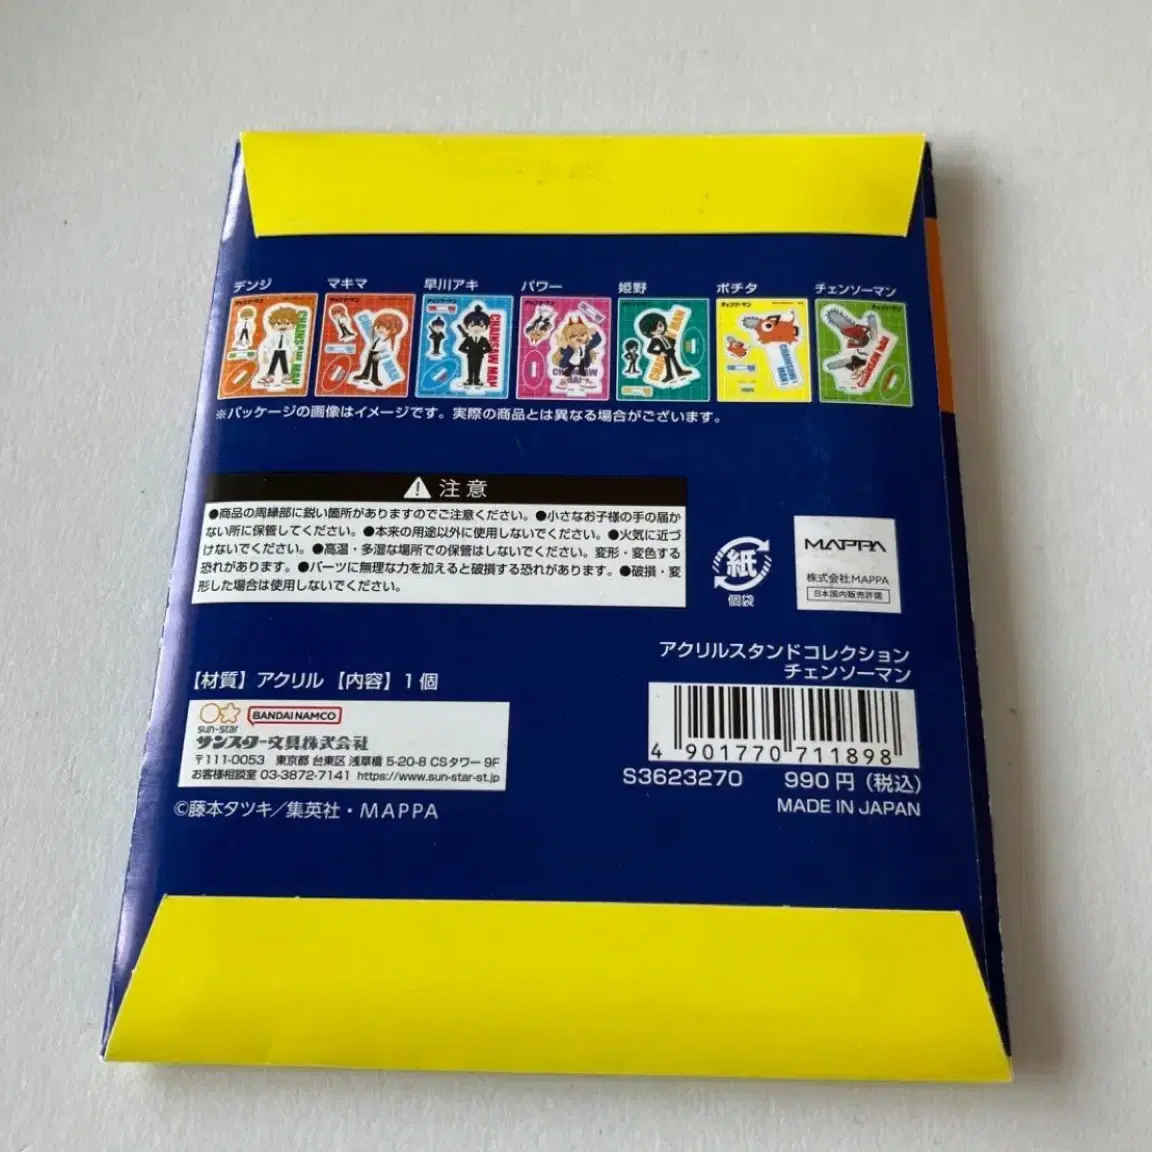 デンジ
マキマ
早川アキ
パワー
姫野
ポチタ
チェンソーマン
※パッケージの画像はイメージです。実際の商品とは異なる場合がございます。
注意
●商品の周縁部に鋭い箇所がありますのでご注意ください。●小さなお子様の手の届か
ない所に保管してください。●本来の用途以外に使用しないでください。●火気に近づ
けないでください。●高温・多湿な場所での保管はしないでください。変形・変色する
恐れがあります。●パーツに無理な力を加えると破損する恐れがあります。●破損・変
形した場合は使用しないでください。
紙
個袋
MAPPA
株式会社MAPPA
日本国内販売許諾
アクリルスタンドコレクション
チェンソーマン
【材質】アクリル【内容】1個
sun-star
BANDAI NAMCO
サンスター文具株式会社
〒111-0053 東京都 台東区 浅草橋 5-20-8 CSタワー 9F
お客様相談室 03-3872-7141 https://www.sun-star-st.jp
©藤本タツキ／集英社・MAPPA
4 901770 711898
S3623270 990円（税込）
MADE IN JAPAN